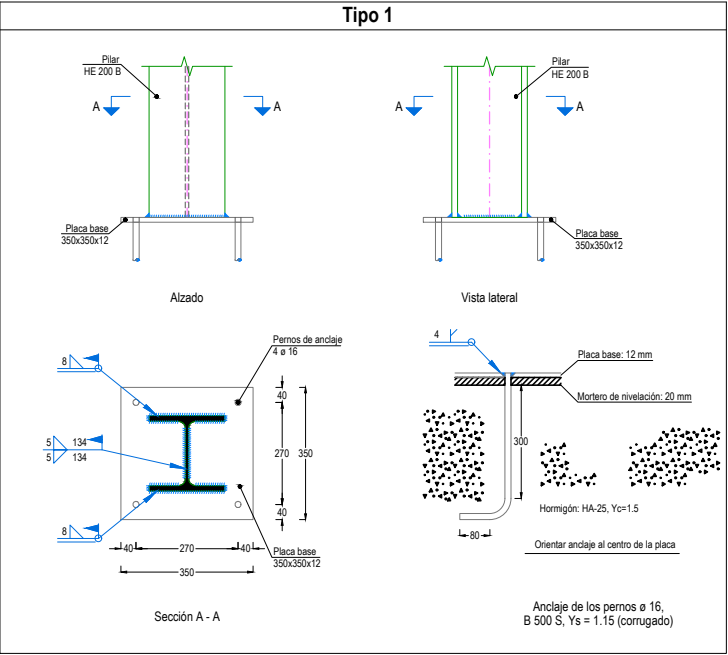 Tipo 1
Pilar
HE 200 B
A
A
Placa base
350x350x12
Alzado
Pilar
HE 200 B
A
A
Placa base
350x350x12
Vista lateral
8
5
5
134
134
8
Pernos de anclaje
4 ø 16
40
270
350
40
40
270
40
350
Placa base
350x350x12
Sección A - A
4
Placa base: 12 mm
Mortero de nivelación: 20 mm
300
80
Hormigón: HA-25, Yc=1.5
Orientar anclaje al centro de la placa
Anclaje de los pernos ø 16,
B 500 S, Ys = 1.15 (corrugado)